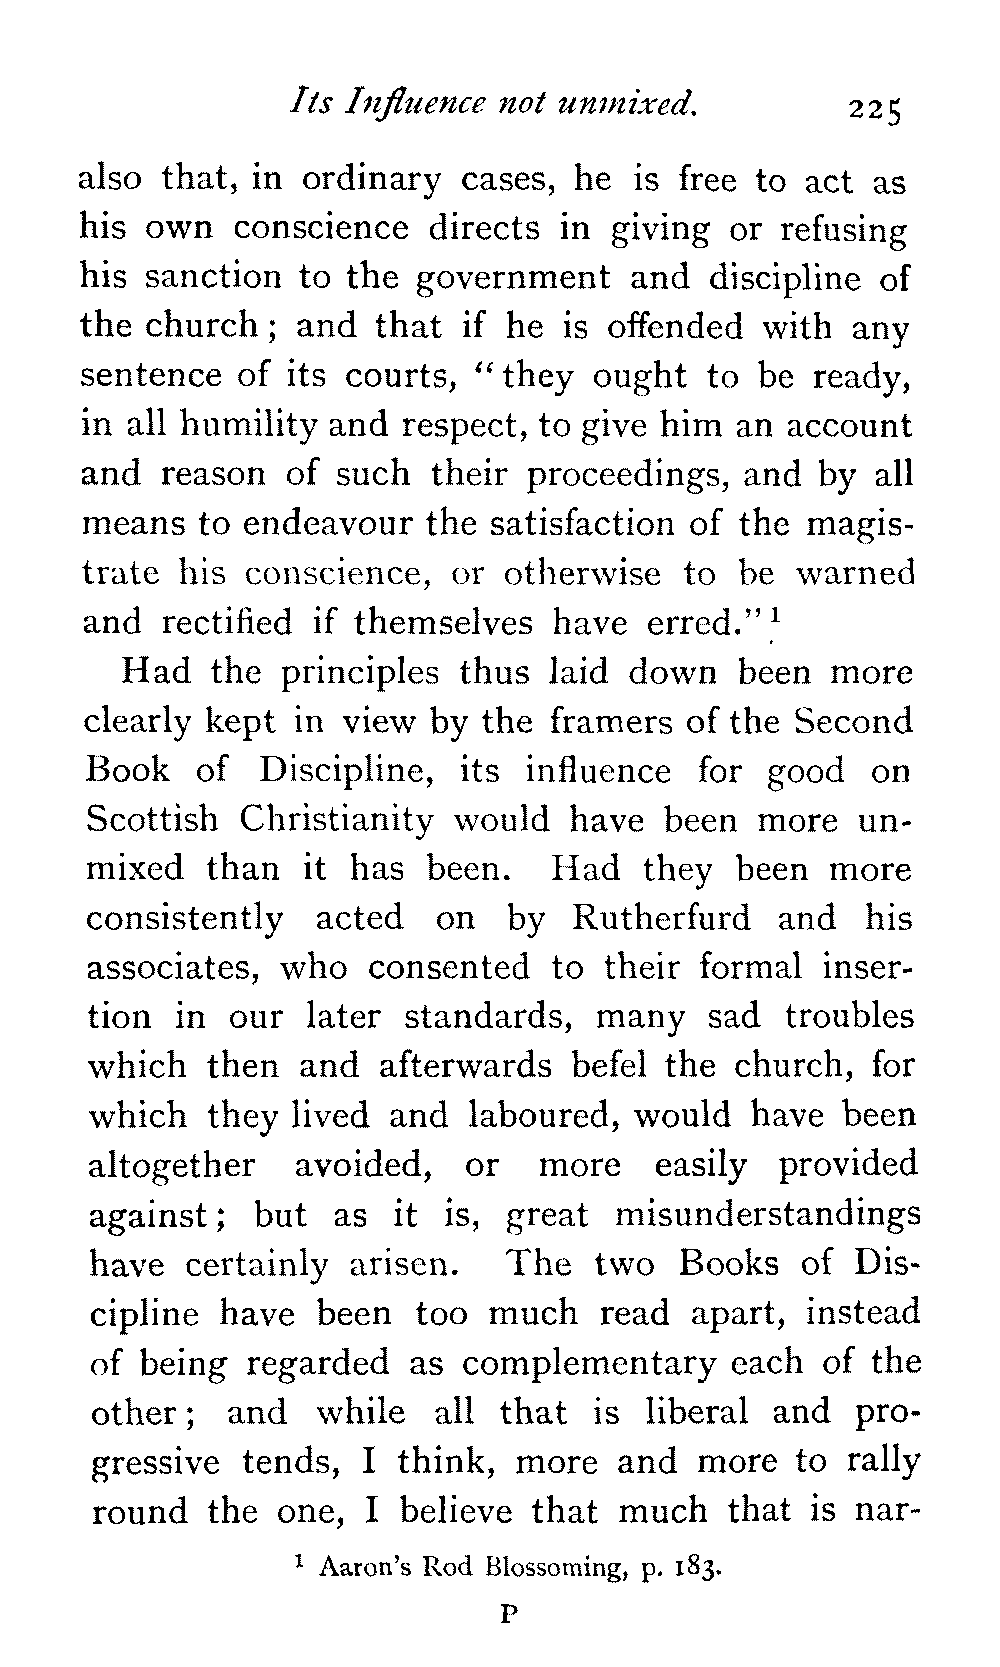 Its Influence not unmixed. 225
also that, in ordinary cases, he is free to act as
his own conscience directs in giving or refusing
his sanction to the government and discipline of
the church ; and that if he is offended with any
sentence of its courts, “ they ought to be ready,
in all humility and respect, to give him an account
and reason of such their proceedings, and by all
means to endeavour the satisfaction of the magis-
trate his conscience, or otherwise to be warned
and rectified if themselves have erred.” ¹
Had the principles thus laid down been more
clearly kept in view by the framers of the Second
Book of Discipline, its influence for good on
Scottish Christianity would have been more un-
mixed than it has been. Had they been more
consistently acted on by Rutherfurd and his
associates, who consented to their formal inser-
tion in our later standards, many sad troubles
which then and afterwards befel the church, for
which they lived and laboured, would have been
altogether avoided, or more easily provided
against ; but as it is, great misunderstandings
have certainly arisen. The two Books of Dis-
cipline have been too much read apart, instead
of being regarded as complementary each of the
other ; and while all that is liberal and pro-
gressive tends, I think, more and more to rally
round the one, I believe that much that is nar-
¹ Aaron's Rod Blossoming, p. 183.
P